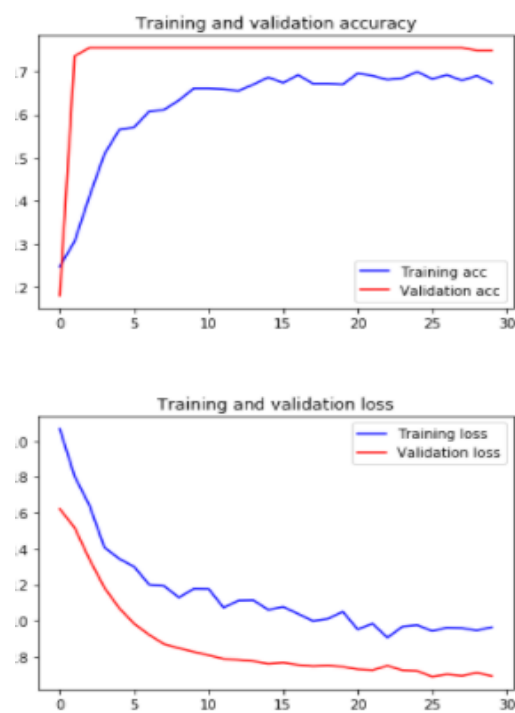 Training and validation accuracy
.7
.6
.5
.4
.3
.2
Training acc
Validation acc
0 5 10 15 20 25 30
Training and validation loss
.0
.8
.6
.4
.2
.0
.8
Training loss
Validation loss
0 5 10 15 20 25 30